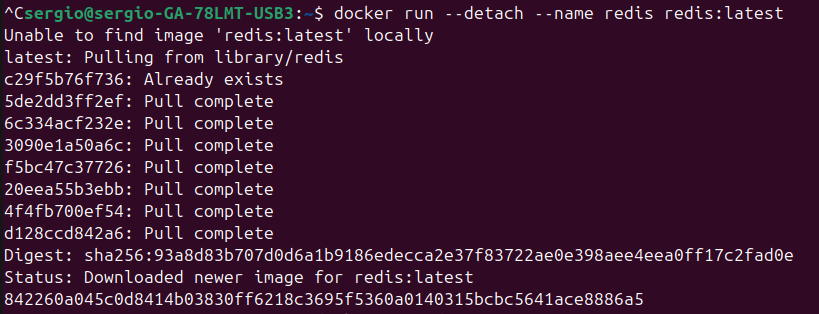 ^Csergio@sergio-GA-78LMT-USB3:~$ docker run --detach --name redis redis:latest
Unable to find image 'redis:latest' locally
latest: Pulling from library/redis
c29f5b76f736: Already exists
5de2dd3ff2ef: Pull complete
6c334acf232e: Pull complete
3090e1a50a6c: Pull complete
f5bc47c37726: Pull complete
20eea55b3ebb: Pull complete
4f4fb700ef54: Pull complete
d128ccd842a6: Pull complete
Digest: sha256:93a8d83b707d0d6a1b9186edecca2e37f83722ae0e398aee4eea0ff17c2fad0e
Status: Downloaded newer image for redis:latest
842260a045c0d8414b03830ff6218c3695f5360a0140315bcbc5641ace8886a5